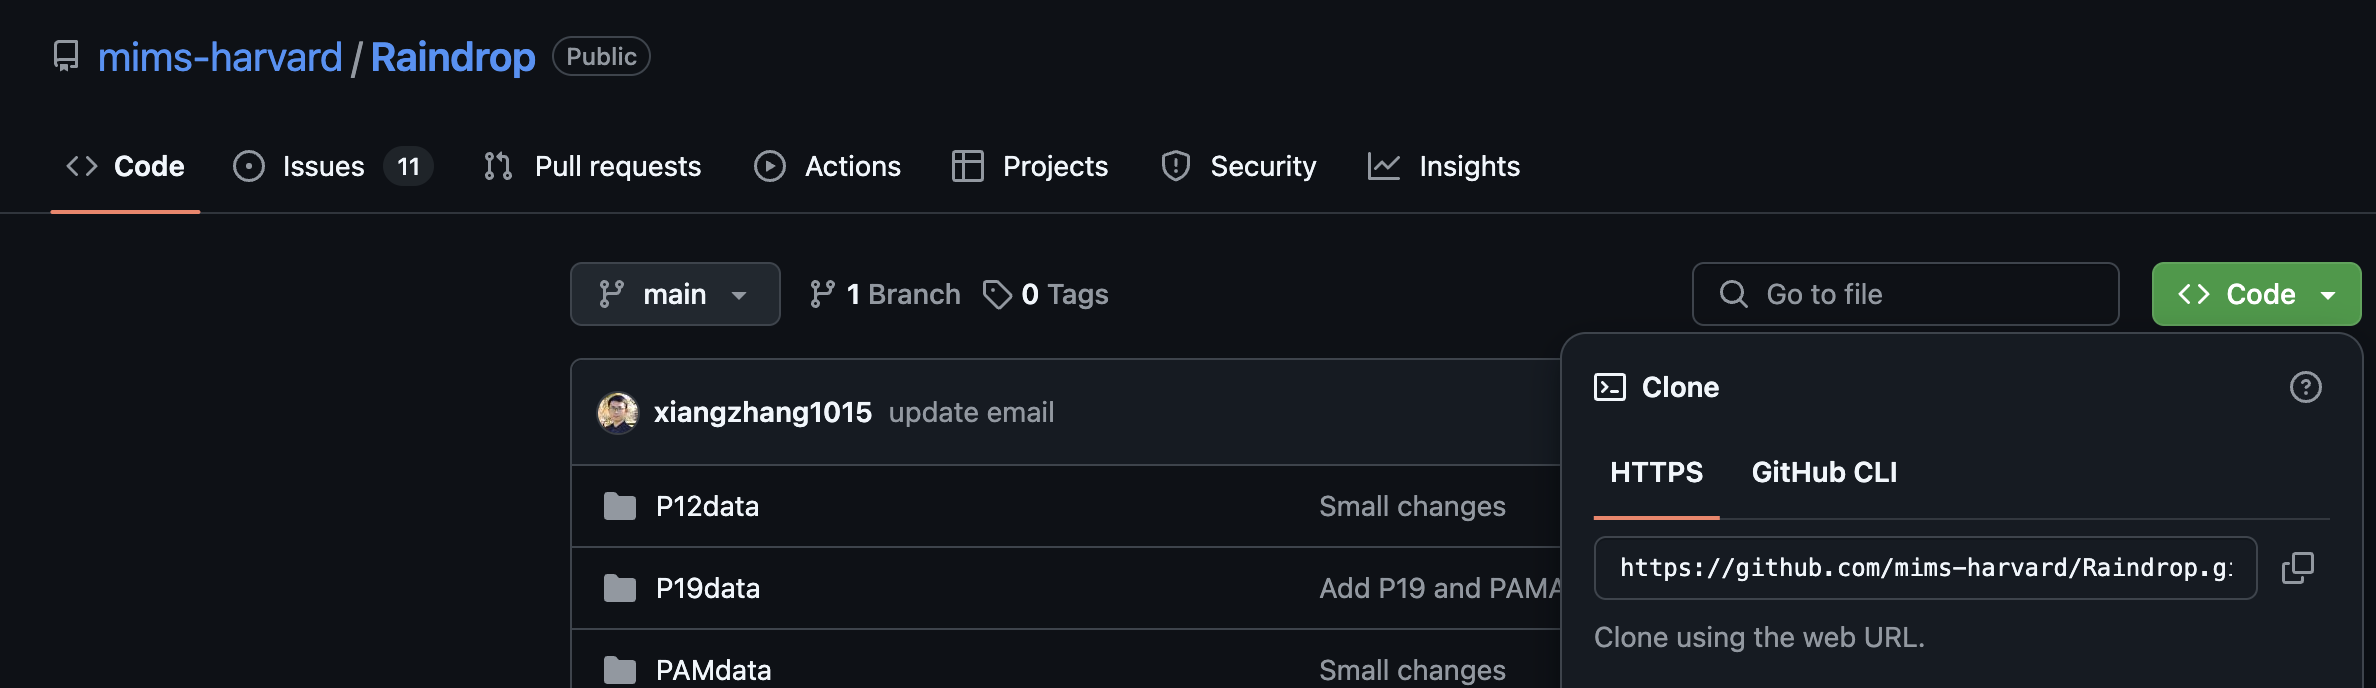 mims-harvard / Raindrop Public
Code Issues 11 Pull requests Actions Projects Security Insights
main 1 Branch 0 Tags Go to file Code
xiangzhang1015 update email
Clone
HTTPS GitHub CLI
P12data Small changes
https://github.com/mims-harvard/Raindrop.g
P19data Add P19 and PAMA
Clone using the web URL.
PAMdata Small changes